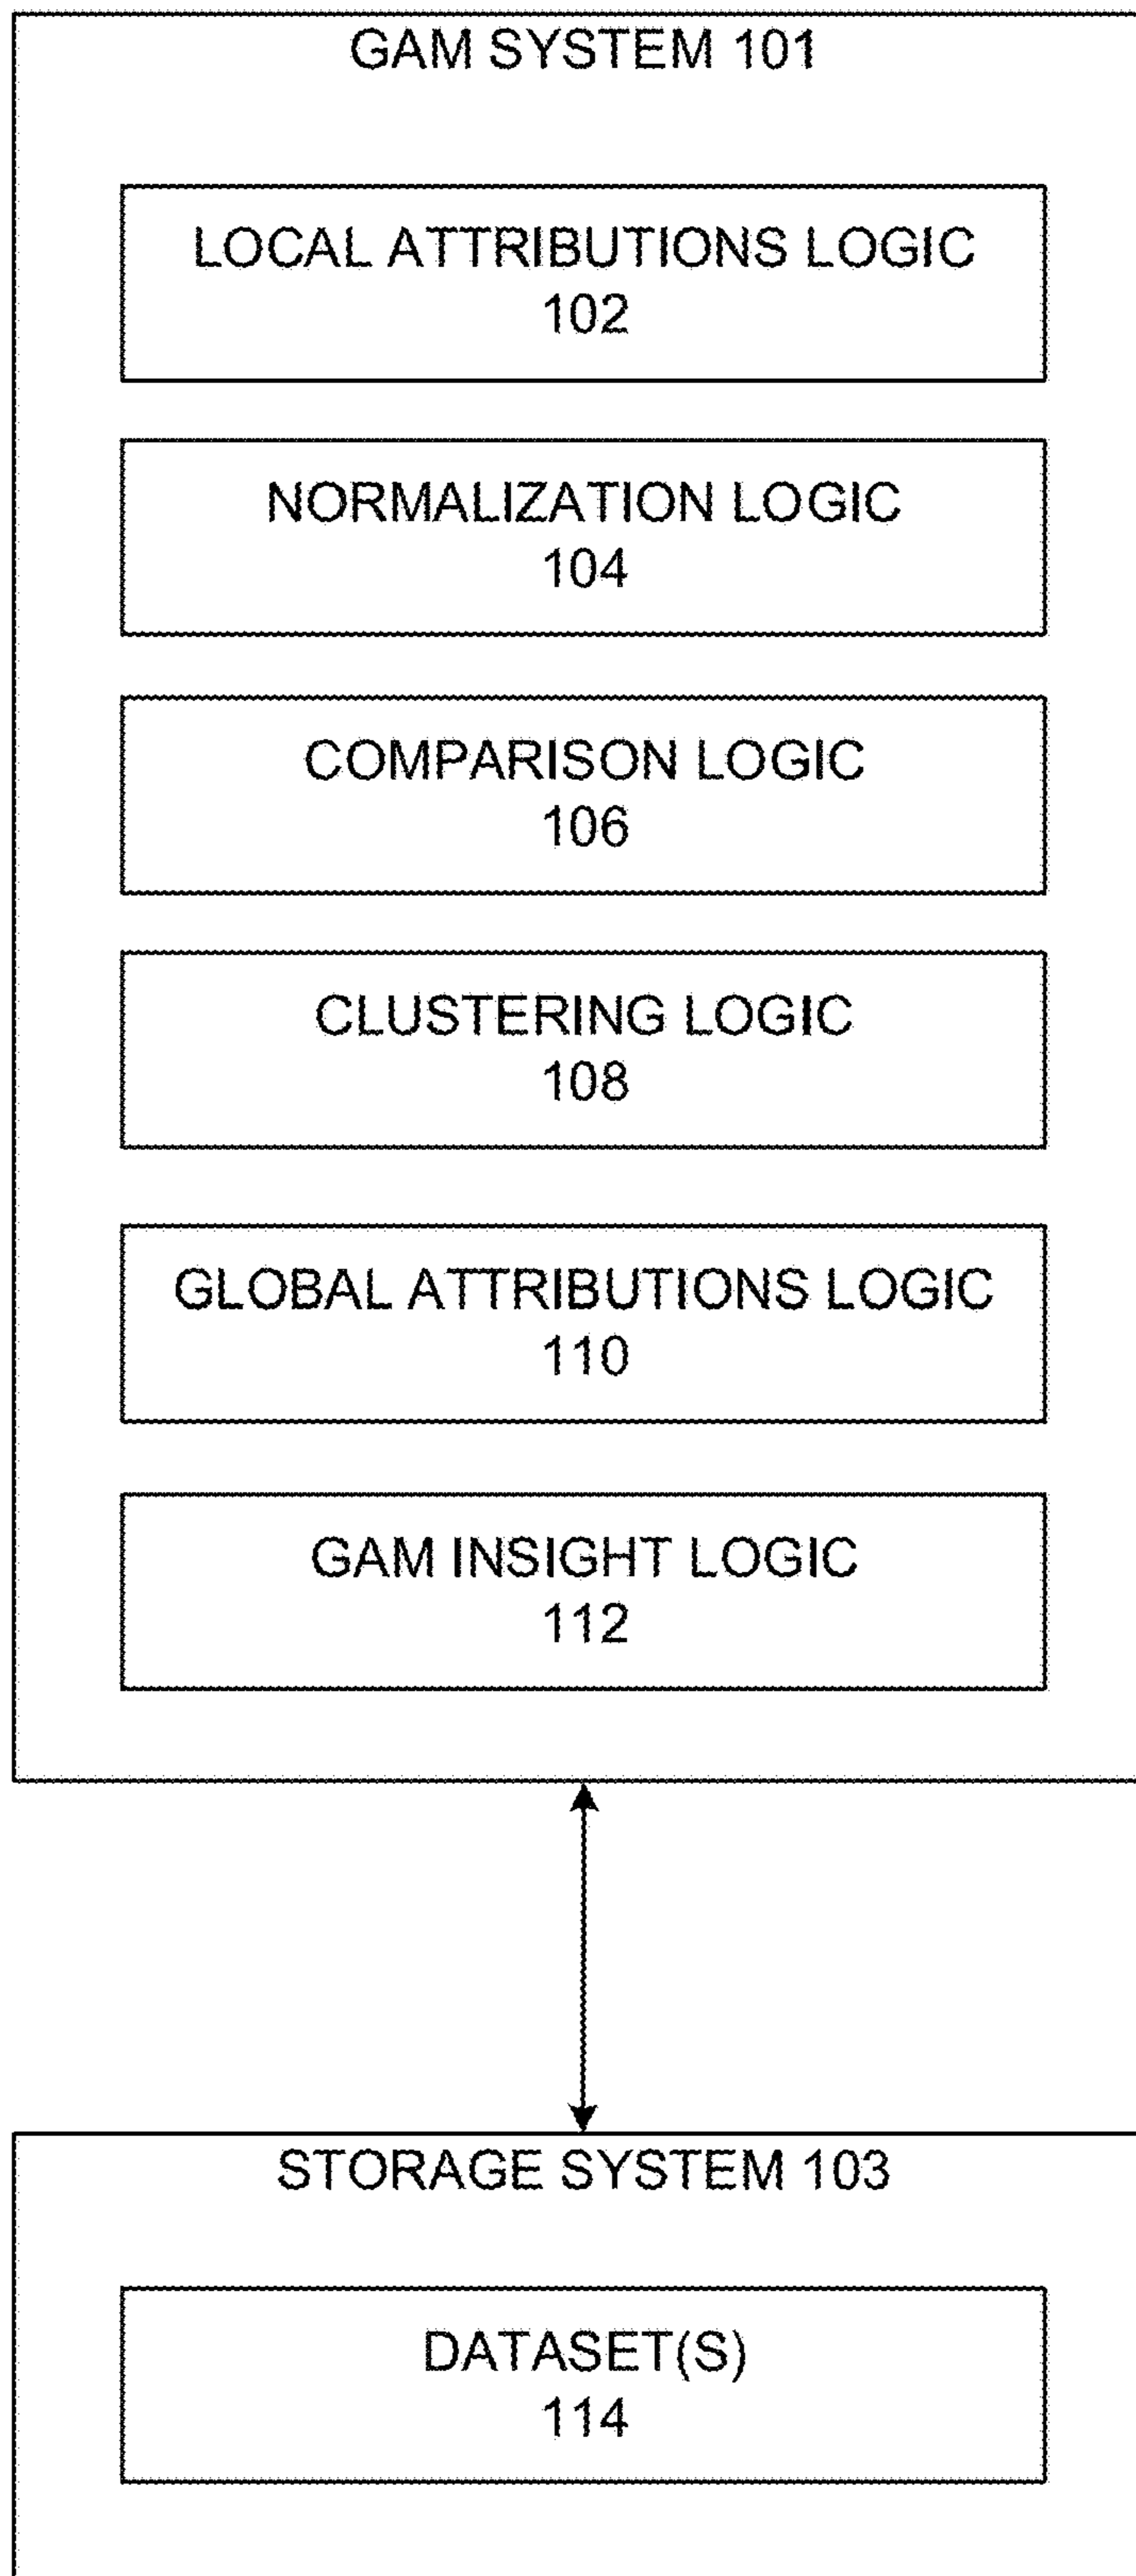 GAM SYSTEM 101
LOCAL ATTRIBUTIONS LOGIC
102
NORMALIZATION LOGIC
104
COMPARISON LOGIC
106
CLUSTERING LOGIC
108
GLOBAL ATTRIBUTIONS LOGIC
110
GAM INSIGHT LOGIC
112
STORAGE SYSTEM 103
DATASET(S)
114